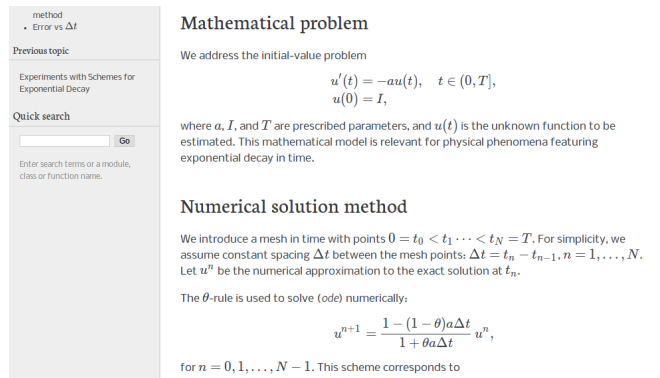 method
• Error vs Δt
Previous topic
Experiments with Schemes for
Exponential Decay
Quick search
Go
Enter search terms or a module,
class or function name.
Mathematical problem
We address the initial-value problem
u′(t) = −au(t), t ∈ (0, T],
u(0) = I,
where a, I, and T are prescribed parameters, and u(t) is the unknown function to be
estimated. This mathematical model is relevant for physical phenomena featuring
exponential decay in time.
Numerical solution method
We introduce a mesh in time with points 0 = t₀ < t₁ ⋯ < t_N = T. For simplicity, we
assume constant spacing Δt between the mesh points: Δt = tₙ − tₙ₋₁, n = 1, …, N.
Let uⁿ be the numerical approximation to the exact solution at tₙ.
The θ-rule is used to solve (ode) numerically:
uⁿ⁺¹ = (1 − (1 − θ)aΔt) / (1 + θaΔt) uⁿ,
for n = 0, 1, …, N − 1. This scheme corresponds to